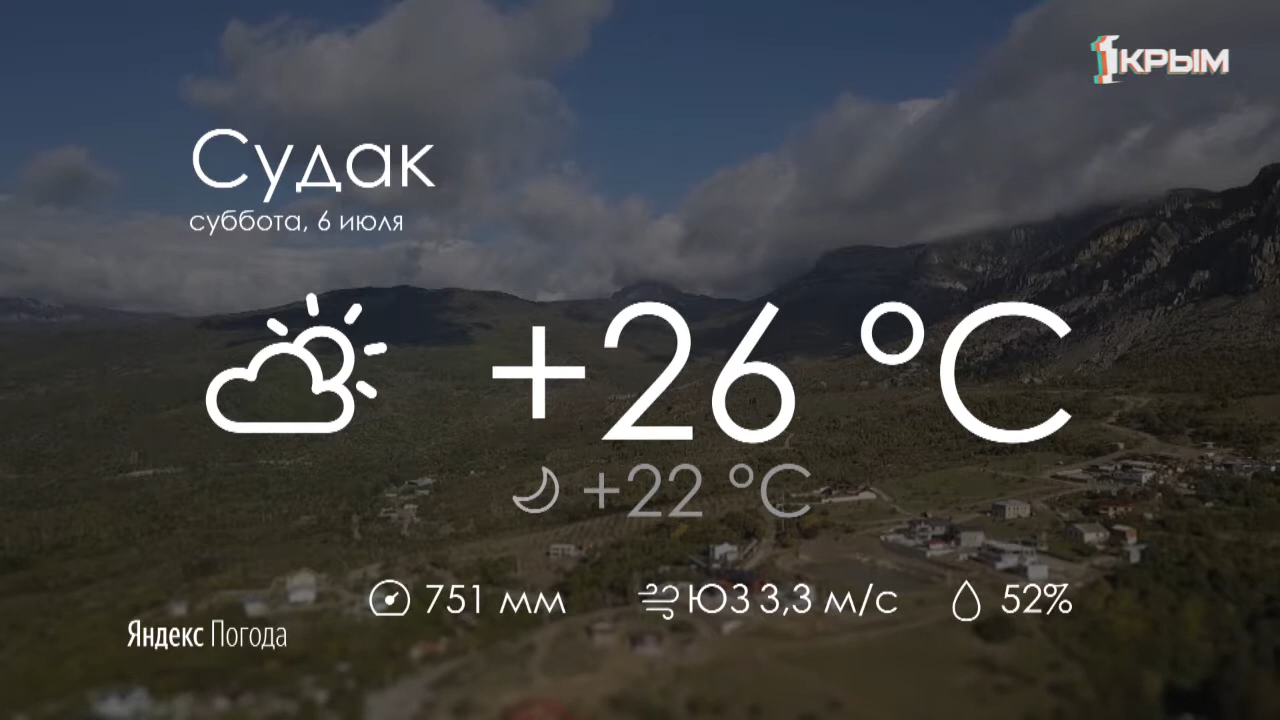 1КРЫМ
Судак
суббота, 6 июля
+26 °C
+22 °C
751 мм
ЮЗ 3,3 м/с
52%
Яндекс Погода